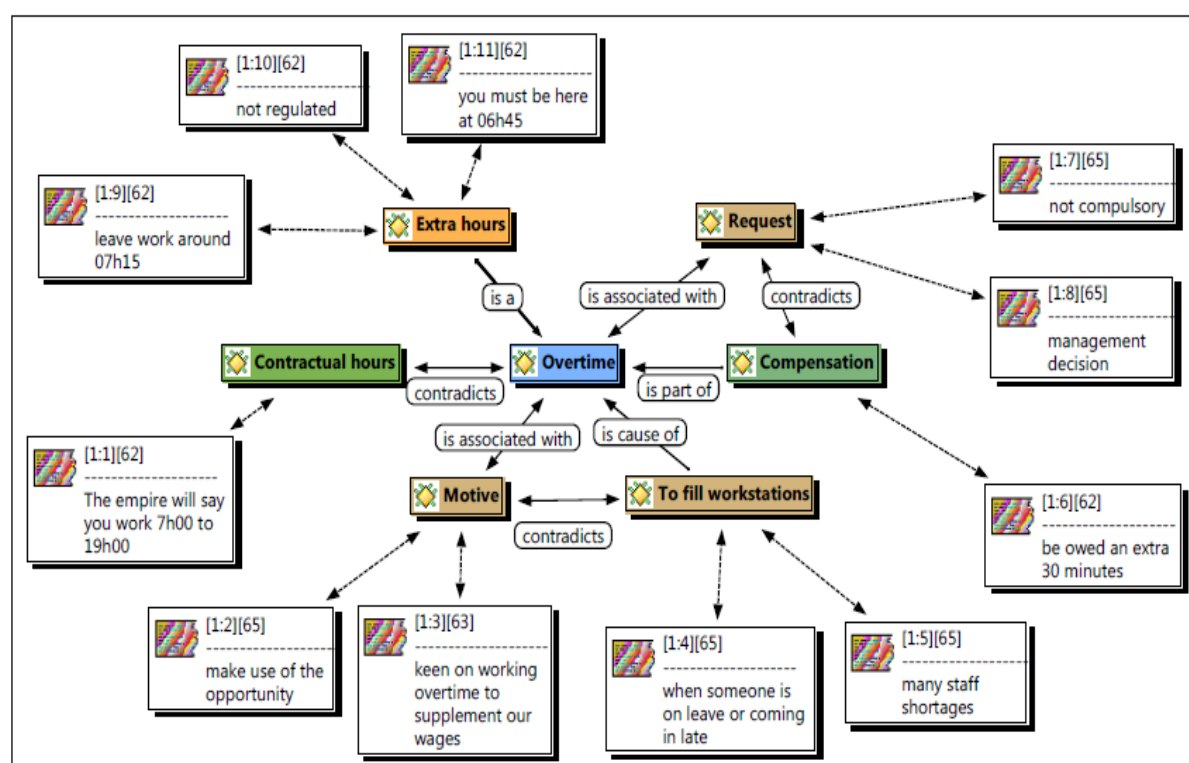 [1:10][62]
not regulated
[1:11][62]
you must be here
at 06h45
[1:9][62]
leave work around
07h15
Extra hours
Request
[1:7][65]
not compulsory
[1:8][65]
management
decision
is a
is associated with
contradicts
Contractual hours
Overtime
Compensation
contradicts
is part of
is associated with
is cause of
[1:1][62]
The empire will say
you work 7h00 to
19h00
Motive
To fill workstations
contradicts
[1:6][62]
be owed an extra
30 minutes
[1:2][65]
make use of the
opportunity
[1:3][63]
keen on working
overtime to
supplement our
wages
[1:4][65]
when someone is
on leave or coming
in late
[1:5][65]
many staff
shortages